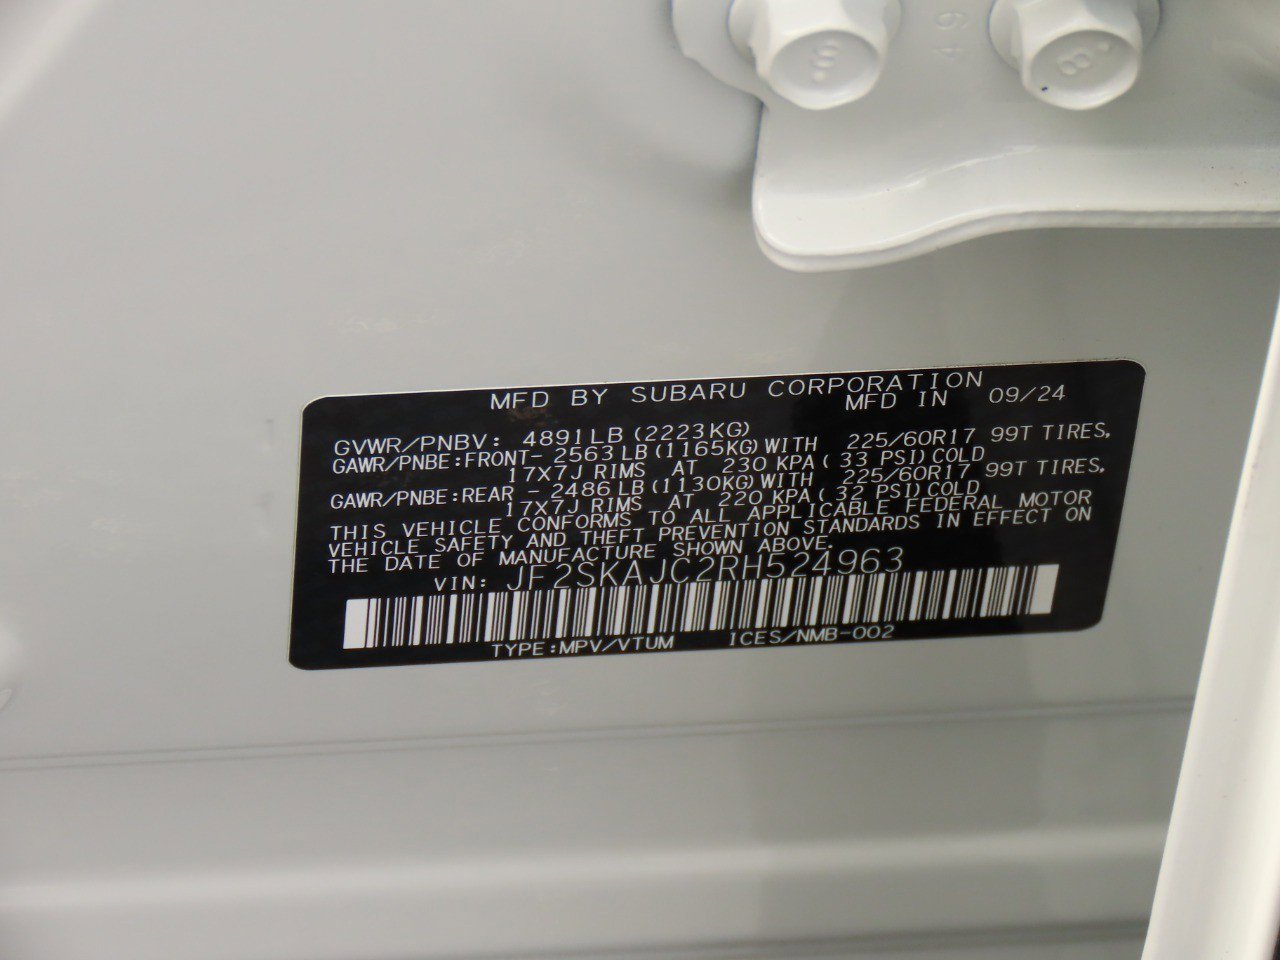 49
8
MFD BY SUBARU CORPORATION
MFD IN 09/24
GVWR/PNBV: 4891LB (2223KG)
GAWR/PNBE:FRONT- 2563LB (1165KG) WITH 225/60R17 99T TIRES,
17X7J RIMS AT 230 KPA ( 33 PSI) COLD
GAWR/PNBE:REAR - 2486LB (1130KG) WITH 225/60R17 99T TIRES,
17X7J RIMS AT 220 KPA ( 32 PSI) COLD
THIS VEHICLE CONFORMS TO ALL APPLICABLE FEDERAL MOTOR
VEHICLE SAFETY AND THEFT PREVENTION STANDARDS IN EFFECT ON
THE DATE OF MANUFACTURE SHOWN ABOVE.
VIN: JF2SKAJC2RH524963
TYPE:MPV/VTUM ICES/NMB-002